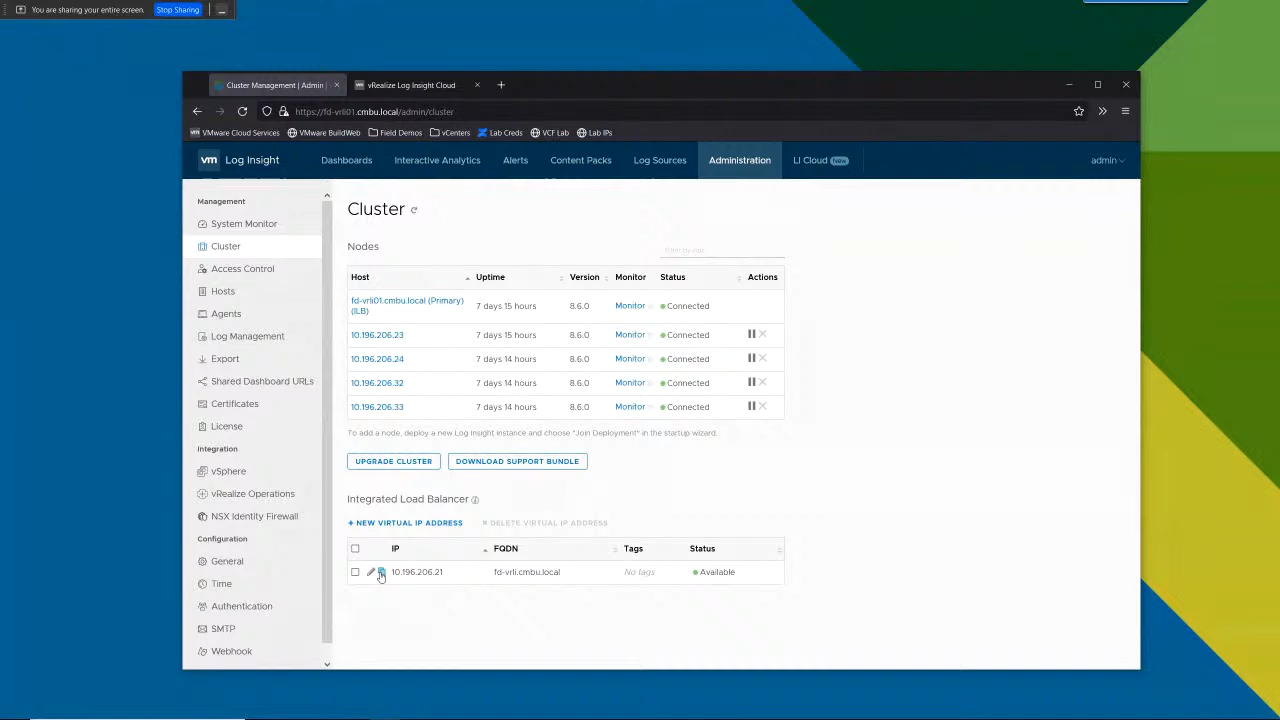 You are sharing your entire screen. Stop Sharing
Cluster Management | Admin | vRealize Log Insight Cloud
https://fd-vrli01.cmbu.local/admin/cluster
VMware Cloud Services VMware BuildWeb Field Demos vCenters Lab Creds VCF Lab Lab IPs
vm Log Insight Dashboards Interactive Analytics Alerts Content Packs Log Sources Administration LI Cloud New admin
Management
System Monitor
Cluster
Access Control
Hosts
Agents
Log Management
Export
Shared Dashboard URLs
Certificates
License
Integration
vSphere
vRealize Operations
NSX Identity Firewall
Configuration
General
Time
Authentication
SMTP
Webhook
Cluster
Nodes
Host Uptime Version Monitor Status Actions
fd-vrli01.cmbu.local (Primary) (ILB) 7 days 15 hours 8.6.0 Monitor Connected
10.196.206.23 7 days 15 hours 8.6.0 Monitor Connected
10.196.206.24 7 days 14 hours 8.6.0 Monitor Connected
10.196.206.32 7 days 14 hours 8.6.0 Monitor Connected
10.196.206.33 7 days 14 hours 8.6.0 Monitor Connected
To add a node, deploy a new Log Insight instance and choose "Join Deployment" in the startup wizard.
UPGRADE CLUSTER DOWNLOAD SUPPORT BUNDLE
Integrated Load Balancer
+ NEW VIRTUAL IP ADDRESS × DELETE VIRTUAL IP ADDRESS
IP FQDN Tags Status
10.196.206.21 fd-vrli.cmbu.local No tags Available